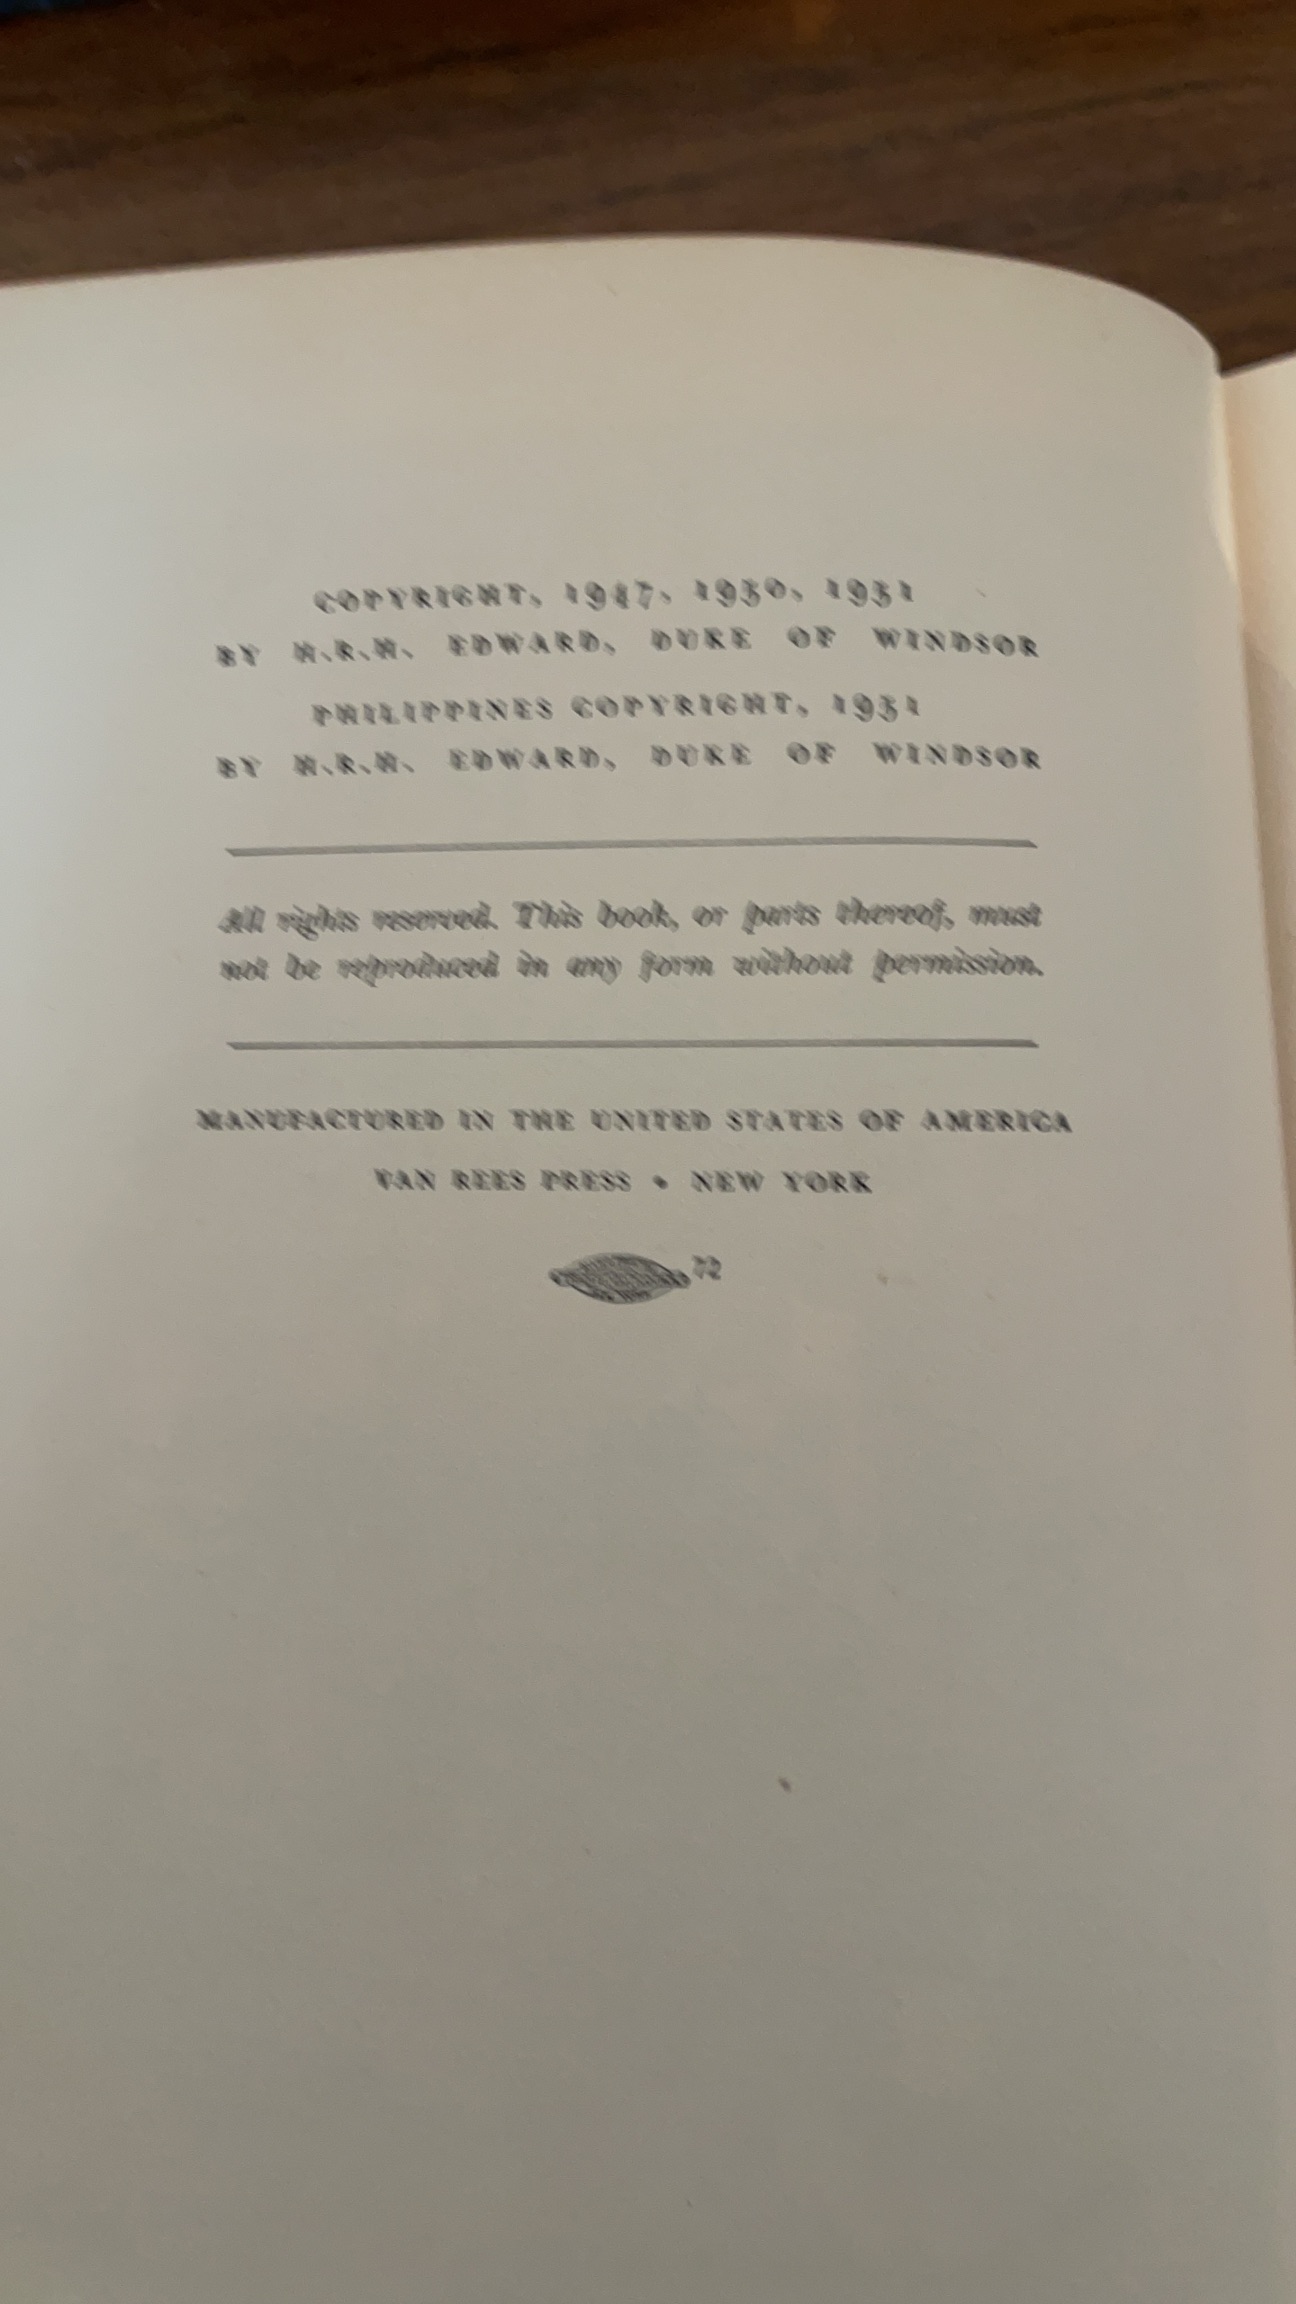 COPYRIGHT, 1947, 1950, 1951
BY H.R.H. EDWARD, DUKE OF WINDSOR
PHILIPPINES COPYRIGHT, 1951
BY H.R.H. EDWARD, DUKE OF WINDSOR
All rights reserved. This book, or parts thereof, must
not be reproduced in any form without permission.
MANUFACTURED IN THE UNITED STATES OF AMERICA
VAN REES PRESS • NEW YORK
72